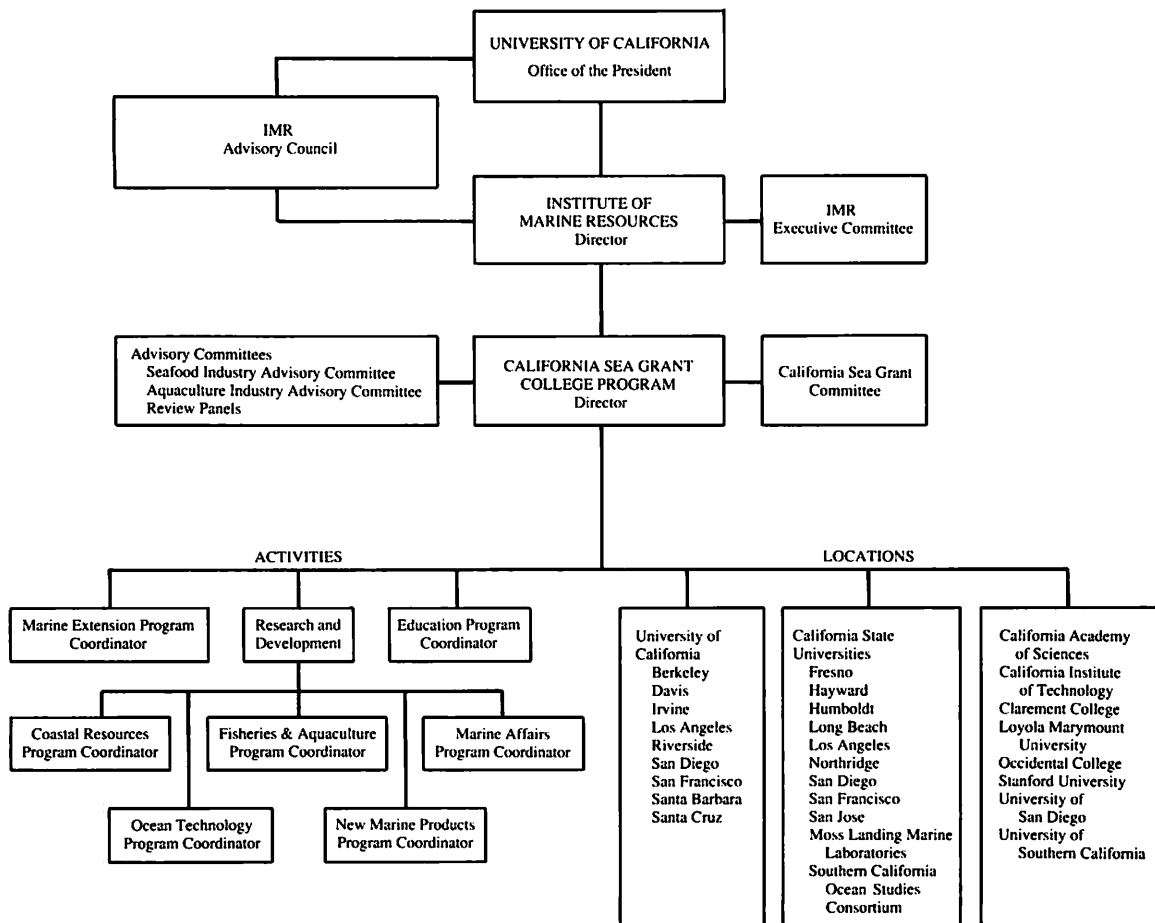 UNIVERSITY OF CALIFORNIA
Office of the President
IMR
Advisory Council
INSTITUTE OF
MARINE RESOURCES
Director
IMR
Executive Committee
Advisory Committees
Seafood Industry Advisory Committee
Aquaculture Industry Advisory Committee
Review Panels
CALIFORNIA SEA GRANT
COLLEGE PROGRAM
Director
California Sea Grant
Committee
ACTIVITIES
LOCATIONS
Marine Extension Program
Coordinator
Research and
Development
Education Program
Coordinator
Coastal Resources
Program Coordinator
Fisheries & Aquaculture
Program Coordinator
Marine Affairs
Program Coordinator
Ocean Technology
Program Coordinator
New Marine Products
Program Coordinator
University of
California
Berkeley
Davis
Irvine
Los Angeles
Riverside
San Diego
San Francisco
Santa Barbara
Santa Cruz
California State
Universities
Fresno
Hayward
Humboldt
Long Beach
Los Angeles
Northridge
San Diego
San Francisco
San Jose
Moss Landing Marine
Laboratories
Southern California
Ocean Studies
Consortium
California Academy
of Sciences
California Institute
of Technology
Claremont College
Loyola Marymount
University
Occidental College
Stanford University
University of
San Diego
University of
Southern California